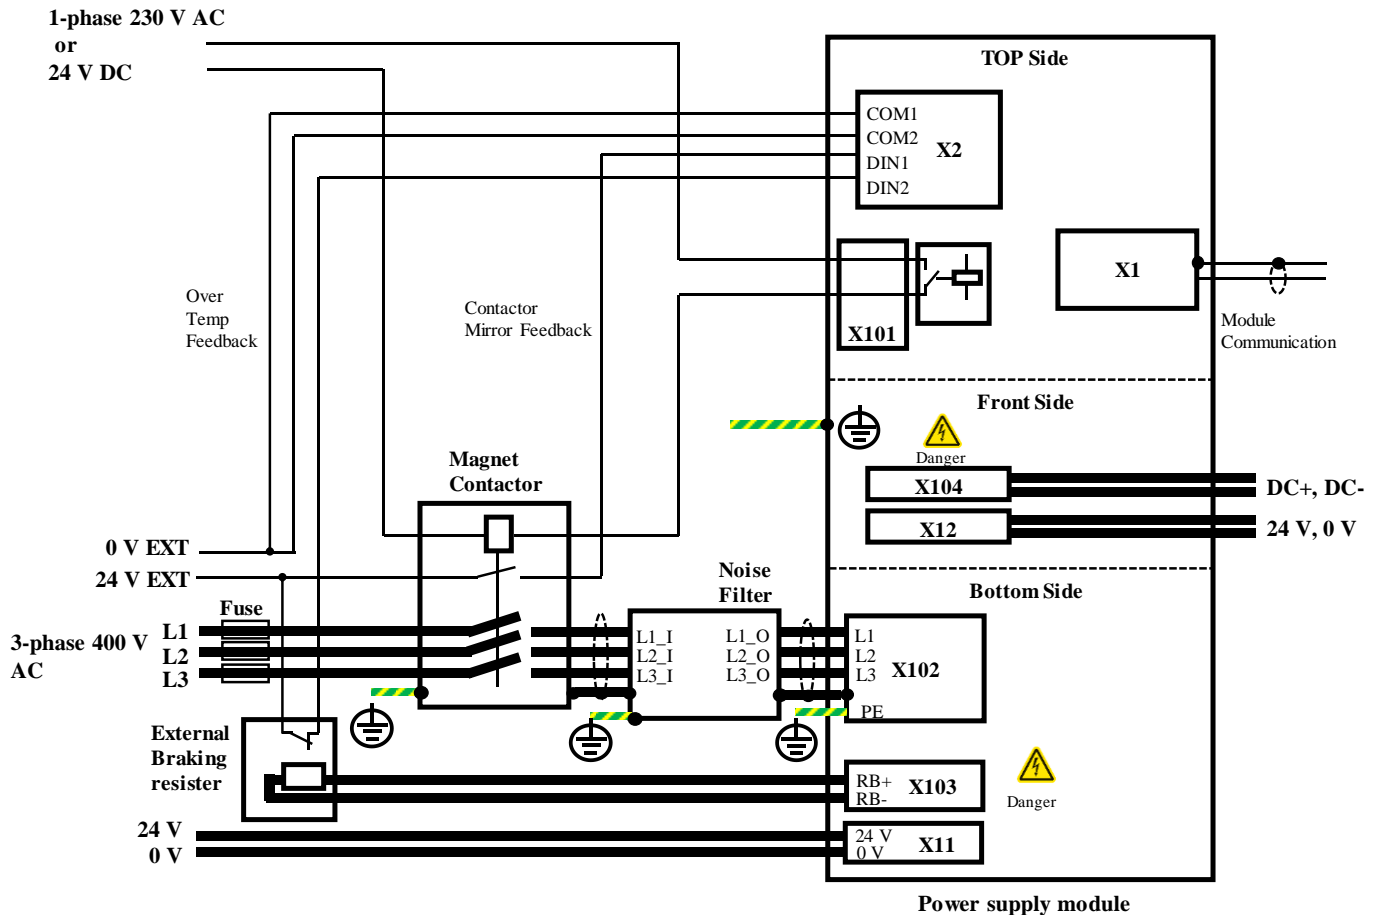 1-phase 230 V AC
or
24 V DC
TOP Side
COM1
COM2
DIN1
DIN2
X2
X1
X101
Over
Temp
Feedback
Contactor
Mirror Feedback
Module
Communication
Front Side
Danger
Magnet
Contactor
X104
DC+, DC-
X12
24 V, 0 V
0 V EXT
24 V EXT
Noise
Filter
Bottom Side
Fuse
3-phase 400 V
AC
L1
L2
L3
L1_I
L2_I
L3_I
L1_O
L2_O
L3_O
L1
L2
L3
X102
PE
External
Braking
resister
RB+
RB-
X103
Danger
24 V
0 V
24 V
0 V
X11
Power supply module